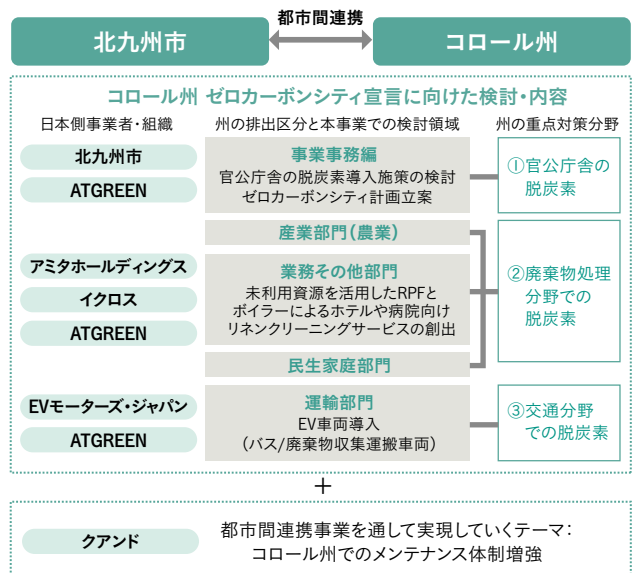 都市間連携
北九州市
コロール州
コロール州 ゼロカーボンシティ宣言に向けた検討・内容
日本側事業者・組織
州の排出区分と本事業での検討領域
州の重点対策分野
北九州市
ATGREEN
事業事務編
官公庁舎の脱炭素導入施策の検討
ゼロカーボンシティ計画立案
①官公庁舎の
脱炭素
産業部門(農業)
アミタホールディングス
イクロス
ATGREEN
業務その他部門
未利用資源を活用したRPFと
ボイラーによるホテルや病院向け
リネンクリーニングサービスの創出
民生家庭部門
②廃棄物処理
分野での
脱炭素
EVモーターズ・ジャパン
ATGREEN
運輸部門
EV車両導入
(バス/廃棄物収集運搬車両)
③交通分野
での脱炭素
+
クアンド
都市間連携事業を通して実現していくテーマ:
コロール州でのメンテナンス体制増強